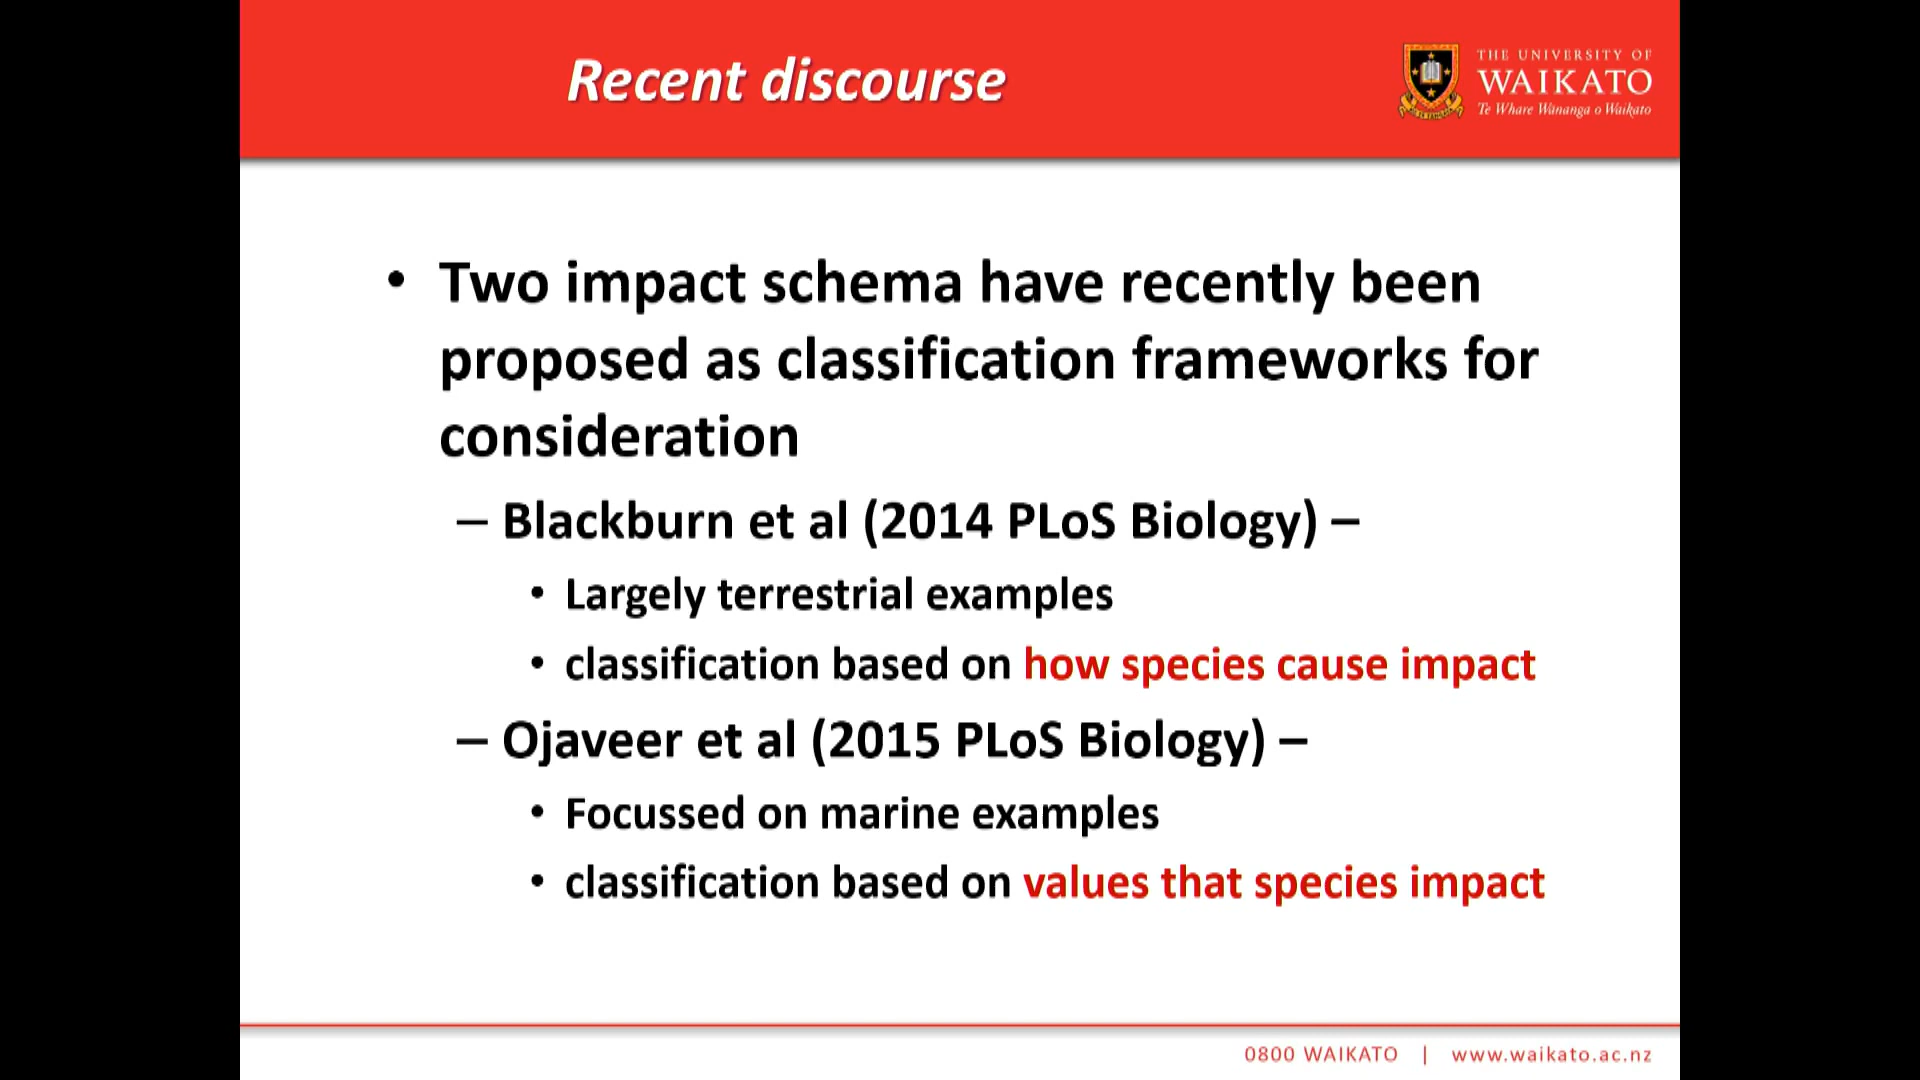 Recent discourse
THE UNIVERSITY OF
WAIKATO
Te Whare Wānanga o Waikato
• Two impact schema have recently been
proposed as classification frameworks for
consideration
– Blackburn et al (2014 PLoS Biology) –
• Largely terrestrial examples
• classification based on how species cause impact
– Ojaveer et al (2015 PLoS Biology) –
• Focussed on marine examples
• classification based on values that species impact
0800 WAIKATO | www.waikato.ac.nz